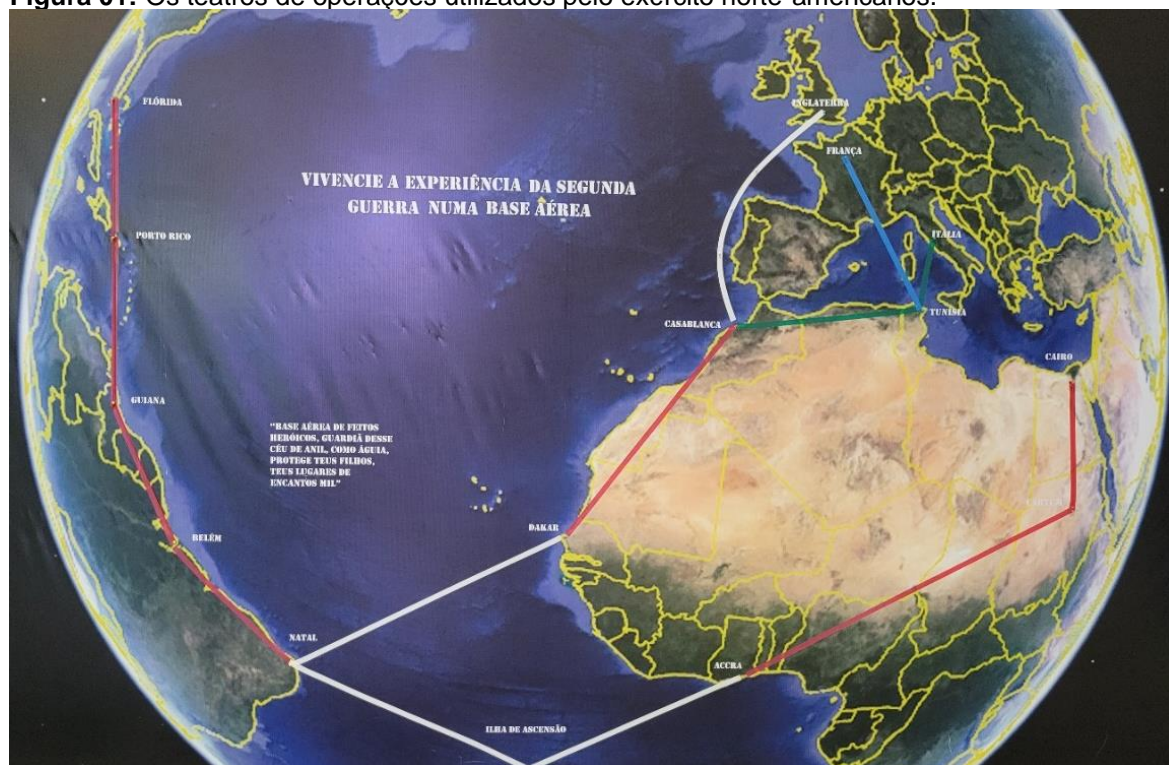 Figura 01: Os teatros de operações utilizados pelo exército norte-americanos.
FLÓRIDA
INGLATERRA
FRANÇA
VIVENCIE A EXPERIÊNCIA DA SEGUNDA
GUERRA NUMA BASE AÉREA
PORTO RICO
ITÁLIA
CASABLANCA
TUNÍSIA
CAIRO
GUIANA
"BASE AÉREA DE FEITOS
HERÓICOS, GUARDIÃ DESSE
CÉU DE ANIL, COMO ÁGUIA,
PROTEGE TEUS FILHOS,
TEUS LUGARES DE
ENCANTOS MIL"
DAKAR
BELÉM
NATAL
ACCRA
ILHA DE ASCENSÃO